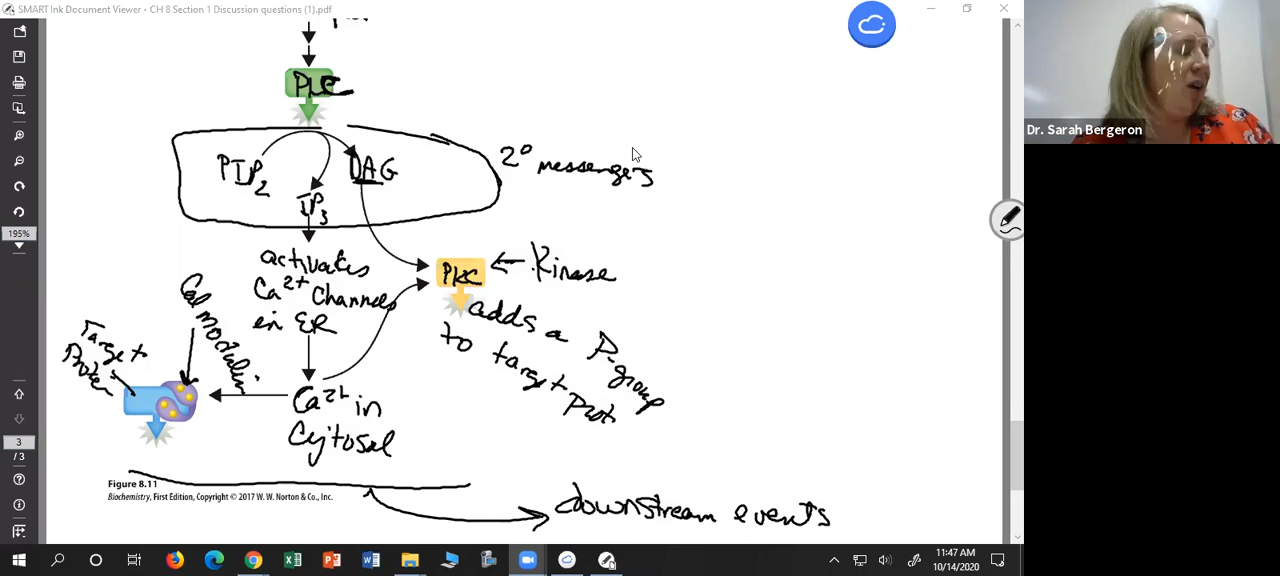 SMART Ink Document Viewer - CH 8 Section 1 Discussion questions (1).pdf
PLC
PIP2
DAG
2° messengers
IP3
activates
Ca2+ Channels
in ER
PKC
← Kinase
adds a P-group
to target Prot
Calmodulin
Target
Protein
Ca2+ in
Cytosol
Figure 8.11
Biochemistry, First Edition, Copyright © 2017 W. W. Norton & Co., Inc.
downstream events
Dr. Sarah Bergeron
195%
3
/ 3
11:47 AM
10/14/2020